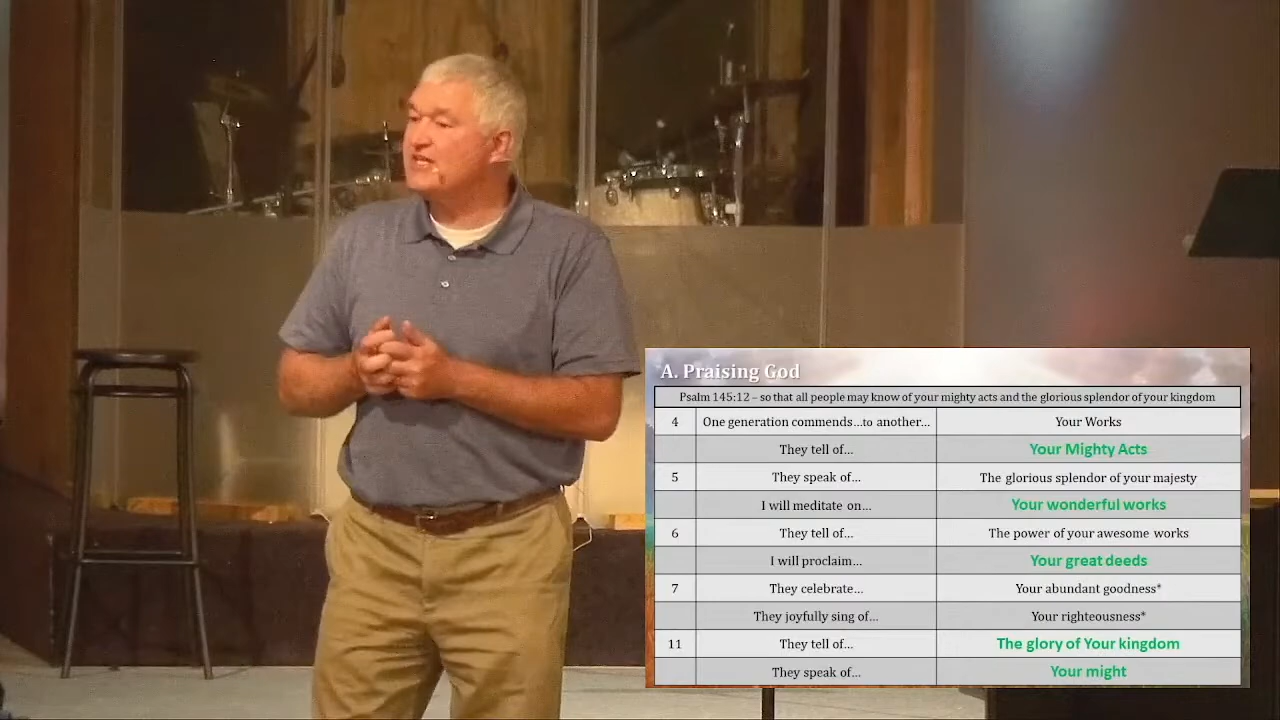 A. Praising God
Psalm 145:12 – so that all people may know of your mighty acts and the glorious splendor of your kingdom
4 One generation commends...to another... Your Works
They tell of... Your Mighty Acts
5 They speak of... The glorious splendor of your majesty
I will meditate on... Your wonderful works
6 They tell of... The power of your awesome works
I will proclaim... Your great deeds
7 They celebrate... Your abundant goodness*
They joyfully sing of... Your righteousness*
11 They tell of... The glory of Your kingdom
They speak of... Your might